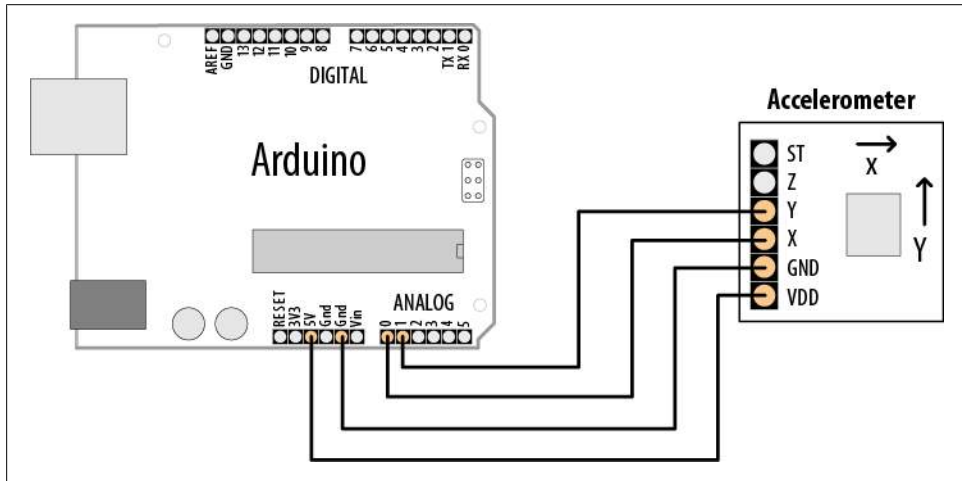 AREF GND 13 12 11 10 9 8 7 6 5 4 3 2 TX 1 RX 0
DIGITAL
Arduino
RESET 3V3 5V Gnd Gnd Vin
ANALOG
0 1 2 3 4 5
Accelerometer
ST
Z
Y
X
GND
VDD
X
Y